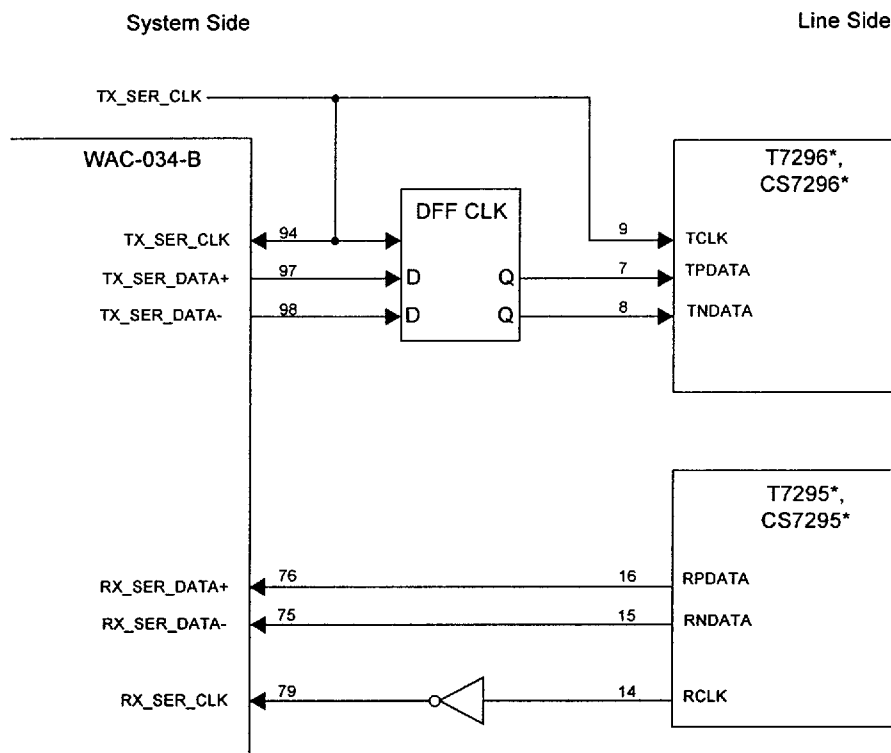 System Side
Line Side
TX_SER_CLK
WAC-034-B
T7296*,
CS7296*
DFF CLK
TX_SER_CLK 94
9 TCLK
TX_SER_DATA+ 97 D Q 7 TPDATA
TX_SER_DATA- 98 D Q 8 TNDATA
T7295*,
CS7295*
RX_SER_DATA+ 76 16 RPDATA
RX_SER_DATA- 75 15 RNDATA
RX_SER_CLK 79 14 RCLK